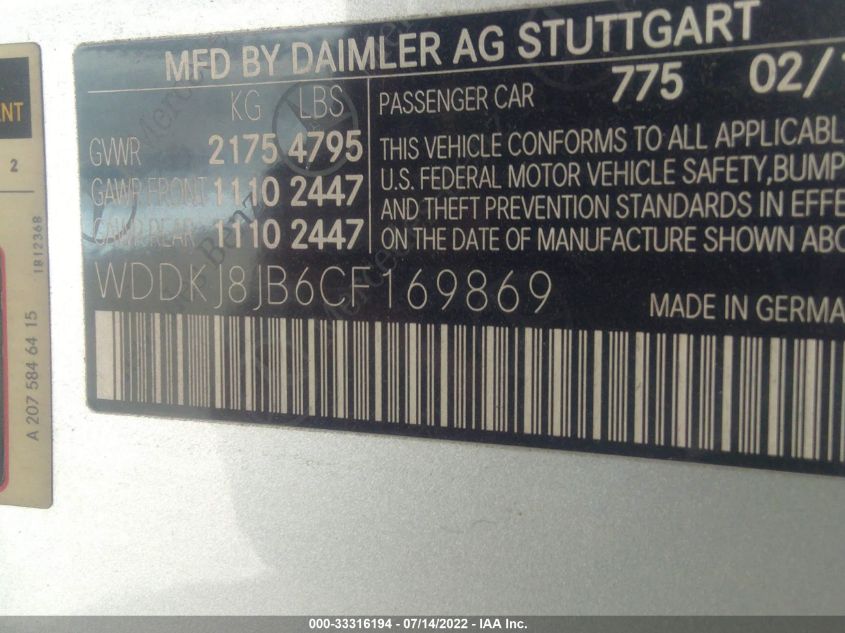 MFD BY DAIMLER AG STUTTGART
KG LBS
PASSENGER CAR 775 02/1
GVWR 2175 4795
GAWR FRONT 1110 2447
GAWR REAR 1110 2447
THIS VEHICLE CONFORMS TO ALL APPLICABL
U.S. FEDERAL MOTOR VEHICLE SAFETY, BUMP
AND THEFT PREVENTION STANDARDS IN EFFE
ON THE DATE OF MANUFACTURE SHOWN ABO
WDDKJ8JB6CF169869
MADE IN GERMA
ENT
2
1812368
A 207 584 64 15
000-33316194 - 07/14/2022 - IAA Inc.